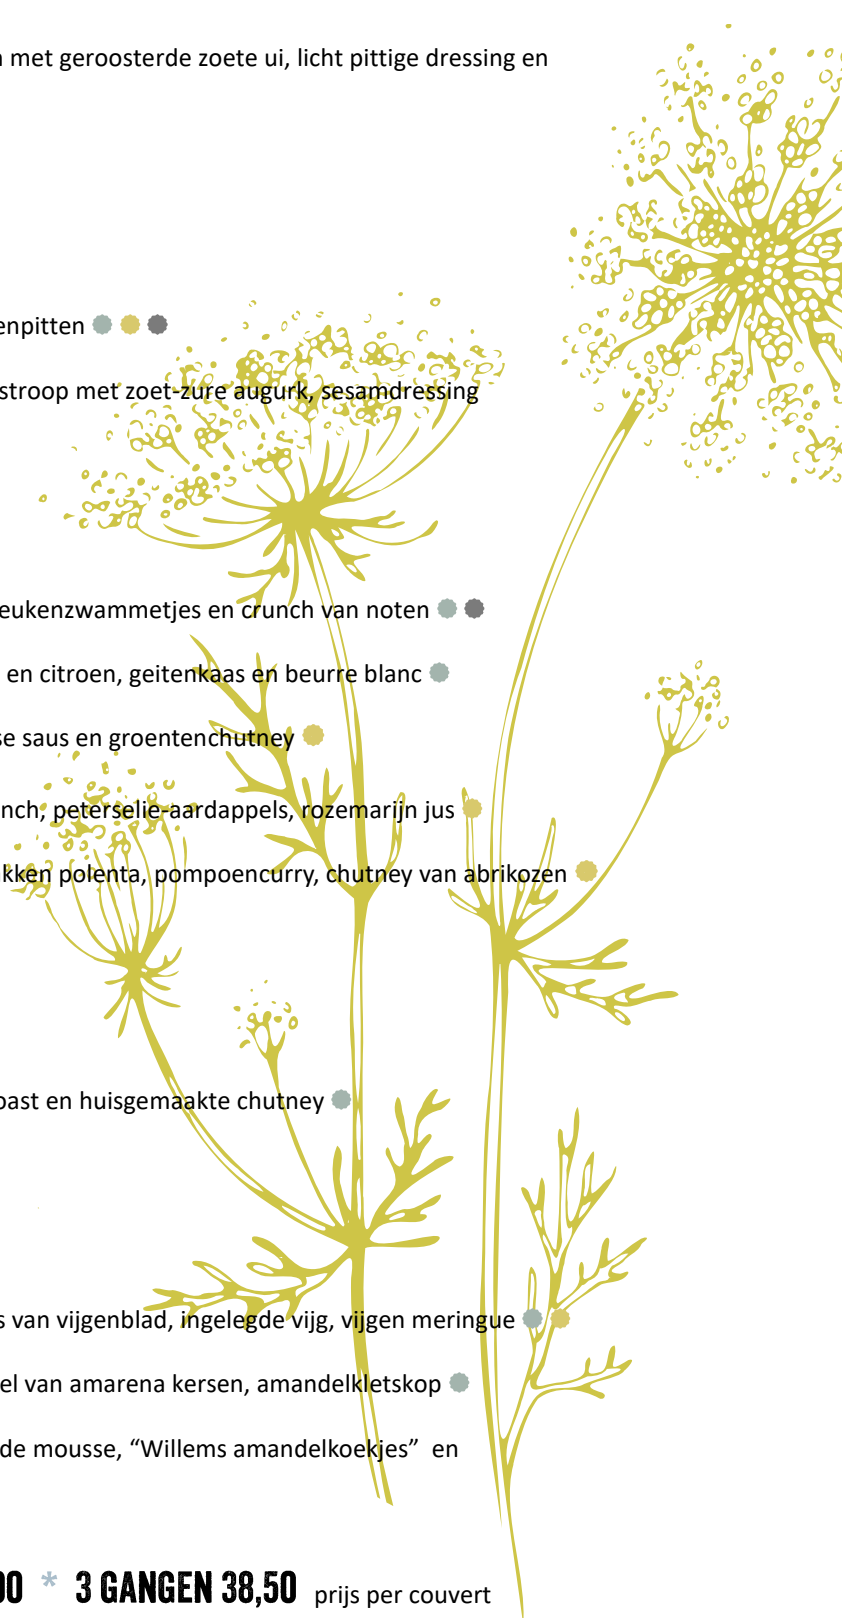 met geroosterde zoete ui, licht pittige dressing en
enpitten
stroop met zoet-zure augurk, sesamdressing
eukenzwammetjes en crunch van noten
en citroen, geitenkaas en beurre blanc
se saus en groentenchutney
nch, peterselie-aardappels, rozemarijn jus
kken polenta, pompoencurry, chutney van abrikozen
oast en huisgemaakte chutney
s van vijgenblad, ingelegde vijg, vijgen meringue
el van amarena kersen, amandelkletskop
de mousse, “Willems amandelkoekjes” en
00 * 3 GANGEN 38,50 prijs per couvert